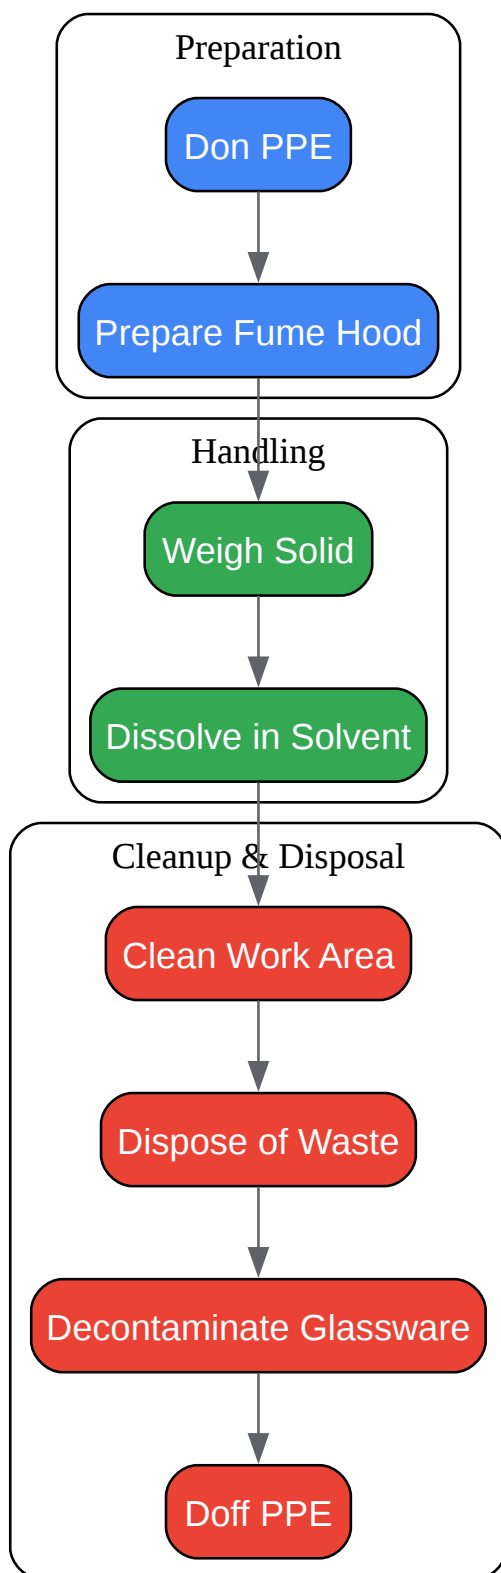 Preparation
Don PPE
Prepare Fume Hood
Handling
Weigh Solid
Dissolve in Solvent
Cleanup & Disposal
Clean Work Area
Dispose of Waste
Decontaminate Glassware
Doff PPE